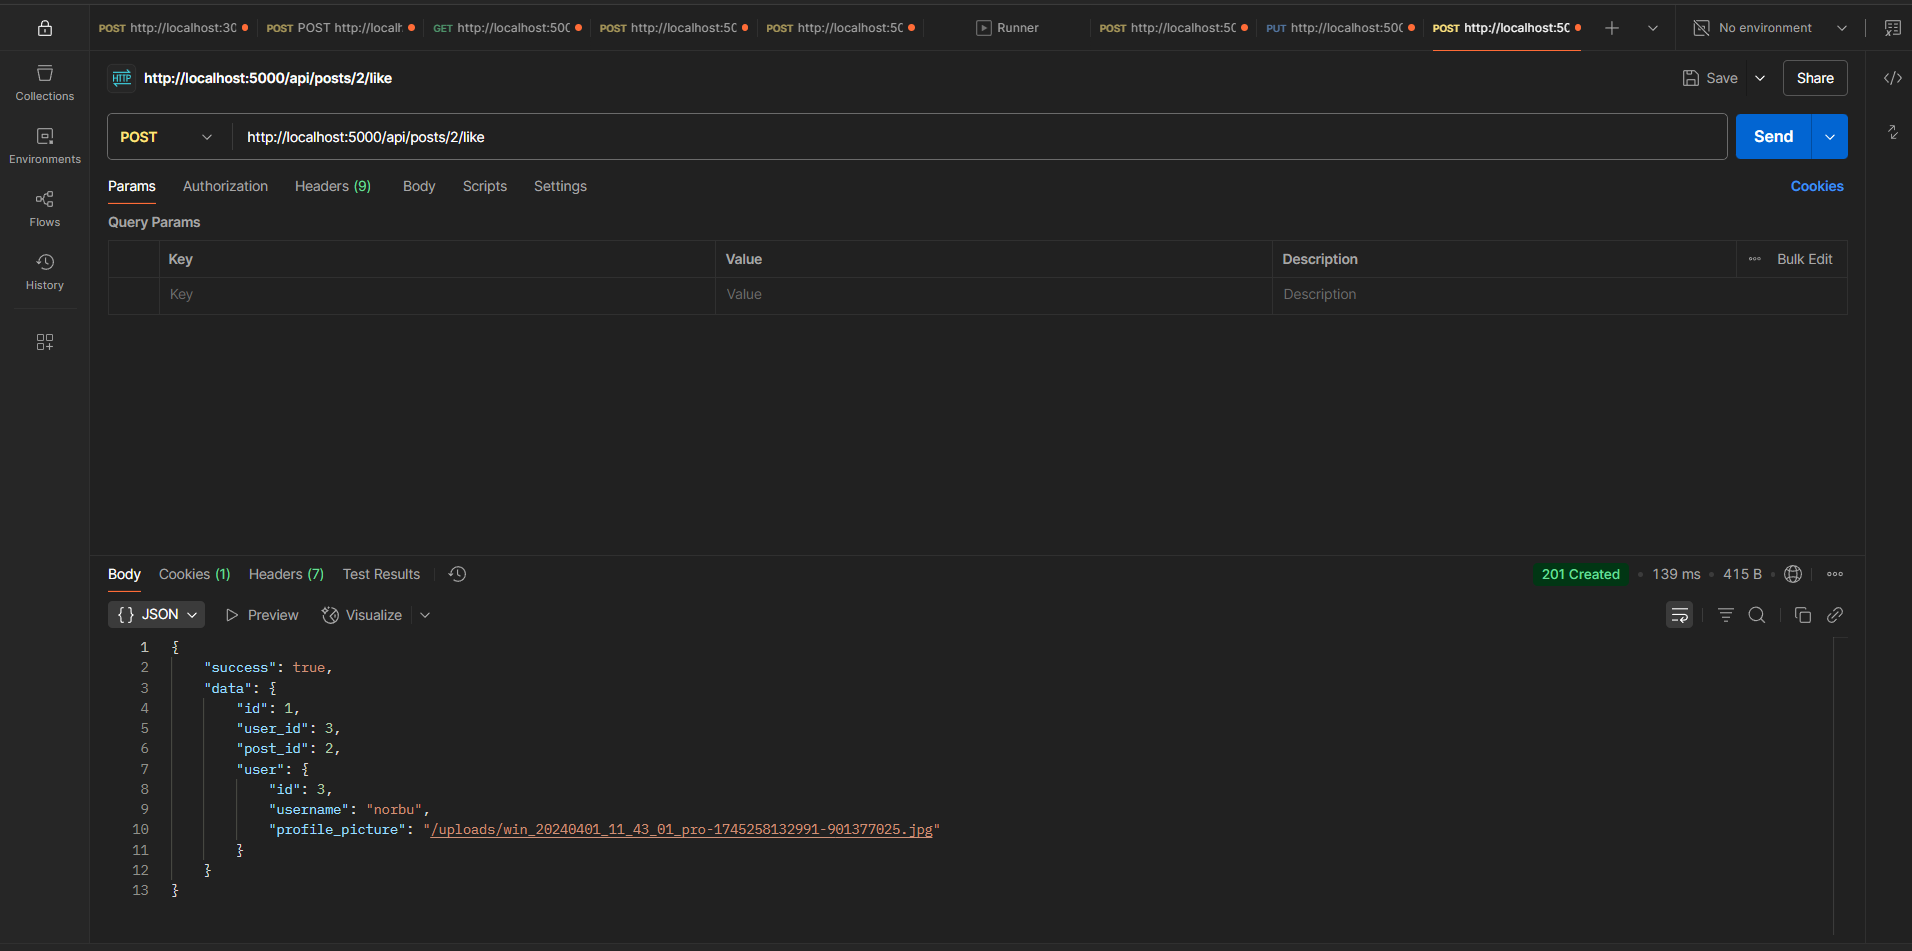 POST http://localhost:30 POST POST http://localh. GET http://localhost:500 POST http://localhost:50 POST http://localhost:50 Runner POST http://localhost:50 PUT http://localhost:500 POST http://localhost:50 No environment
Collections
Environments
Flows
History
HTTP http://localhost:5000/api/posts/2/like Save Share
POST http://localhost:5000/api/posts/2/like Send
Params Authorization Headers (9) Body Scripts Settings Cookies
Query Params
Key Value Description Bulk Edit
Key Value Description
Body Cookies (1) Headers (7) Test Results 201 Created 139 ms 415 B
{} JSON Preview Visualize
1 {
2 "success": true,
3 "data": {
4 "id": 1,
5 "user_id": 3,
6 "post_id": 2,
7 "user": {
8 "id": 3,
9 "username": "norbu",
10 "profile_picture": "/uploads/win_20240401_11_43_01_pro-1745258132991-901377025.jpg"
11 }
12 }
13 }